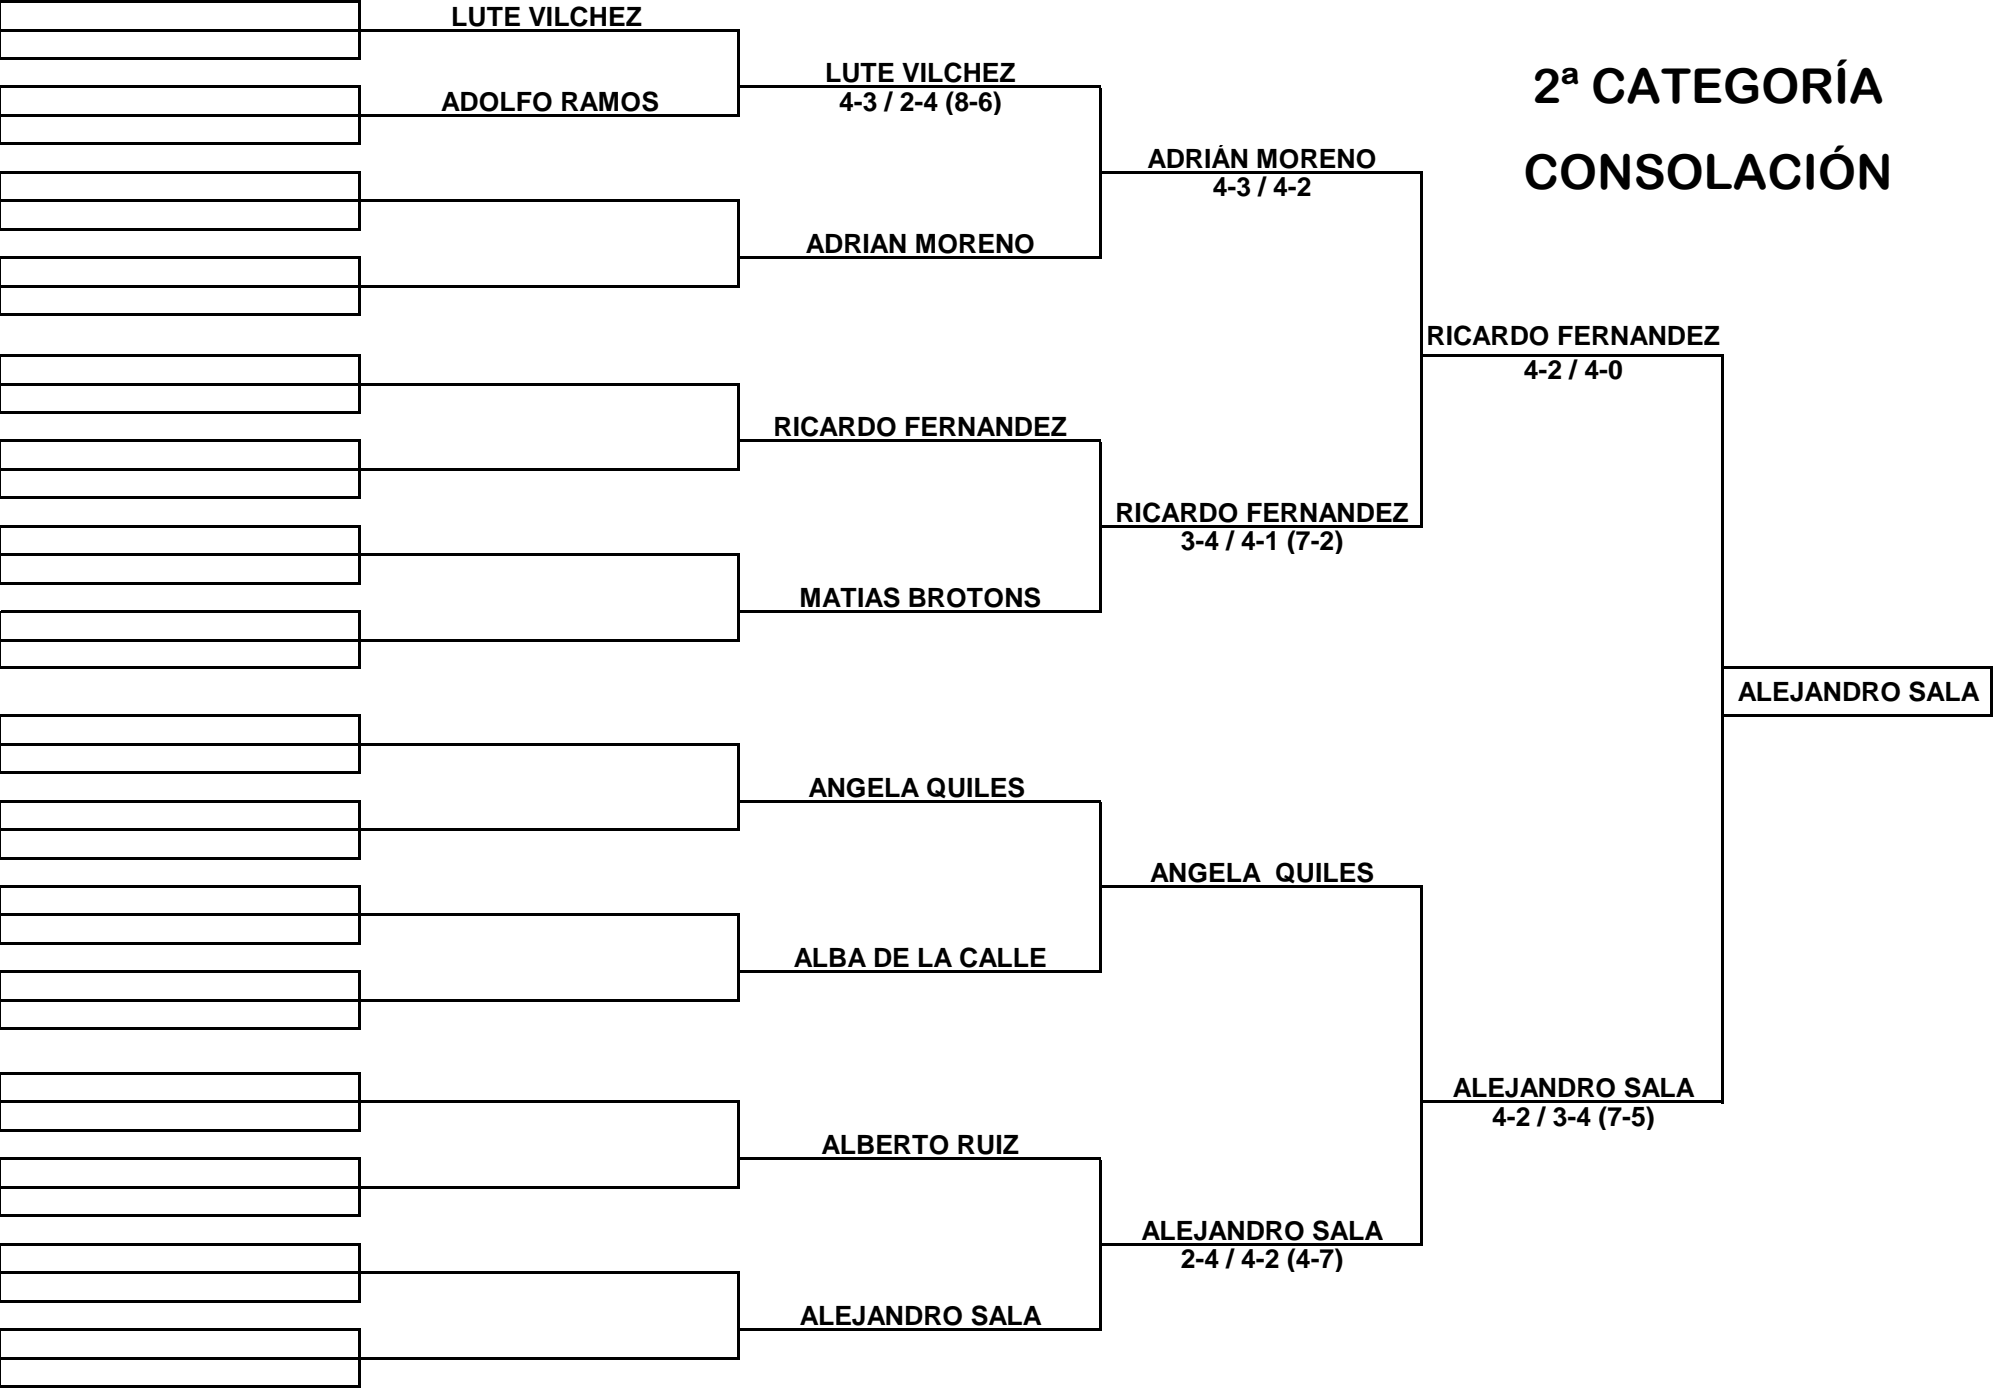 LUTE VILCHEZ
ADOLFO RAMOS
LUTE VILCHEZ
4-3 / 2-4 (8-6)
2ª CATEGORÍA
CONSOLACIÓN
ADRIÁN MORENO
4-3 / 4-2
ADRIAN MORENO
RICARDO FERNANDEZ
4-2 / 4-0
RICARDO FERNANDEZ
RICARDO FERNANDEZ
3-4 / 4-1 (7-2)
MATIAS BROTONS
ALEJANDRO SALA
ANGELA QUILES
ANGELA  QUILES
ALBA DE LA CALLE
ALEJANDRO SALA
4-2 / 3-4 (7-5)
ALBERTO RUIZ
ALEJANDRO SALA
2-4 / 4-2 (4-7)
ALEJANDRO SALA